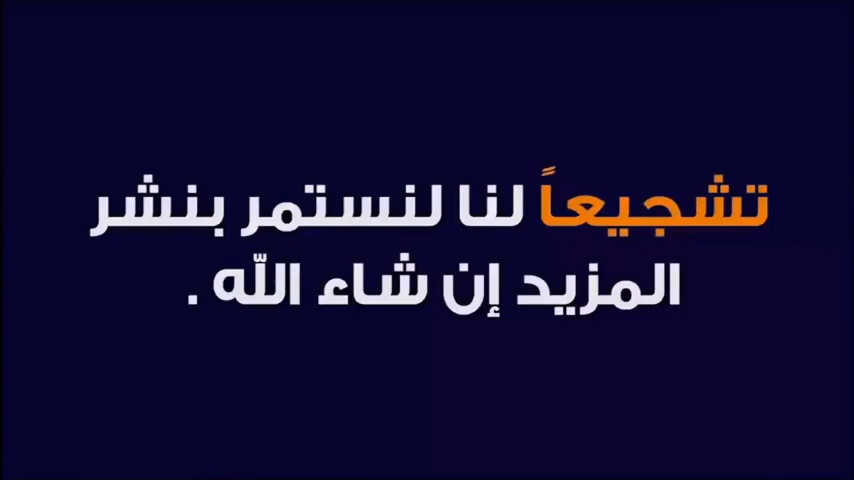 تشجيعاً لنا لنستمر بنشر
المزيد إن شاء الله .